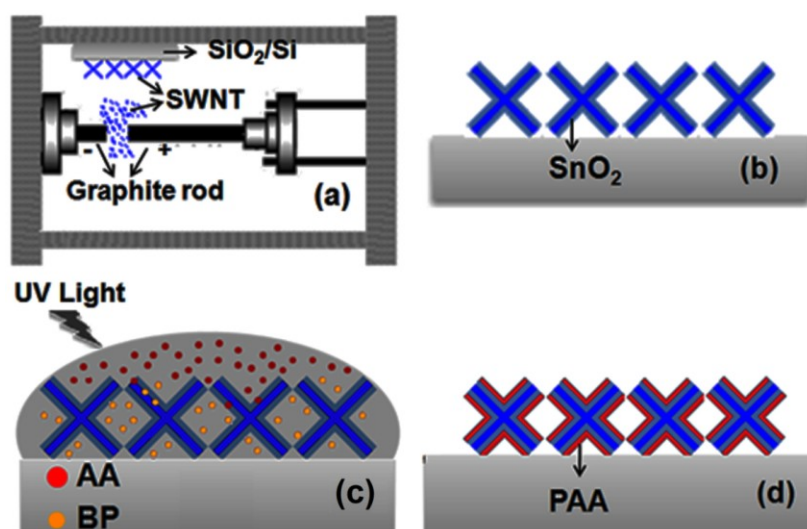 SiO₂/Si
SWNT
- +
Graphite rod
(a)
SnO₂
(b)
UV Light
AA
BP
(c)
PAA
(d)